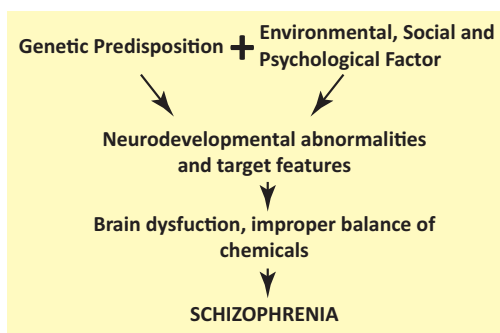 Genetic Predisposition + Environmental, Social and
Psychological Factor
Neurodevelopmental abnormalities
and target features
Brain dysfuction, improper balance of
chemicals
SCHIZOPHRENIA